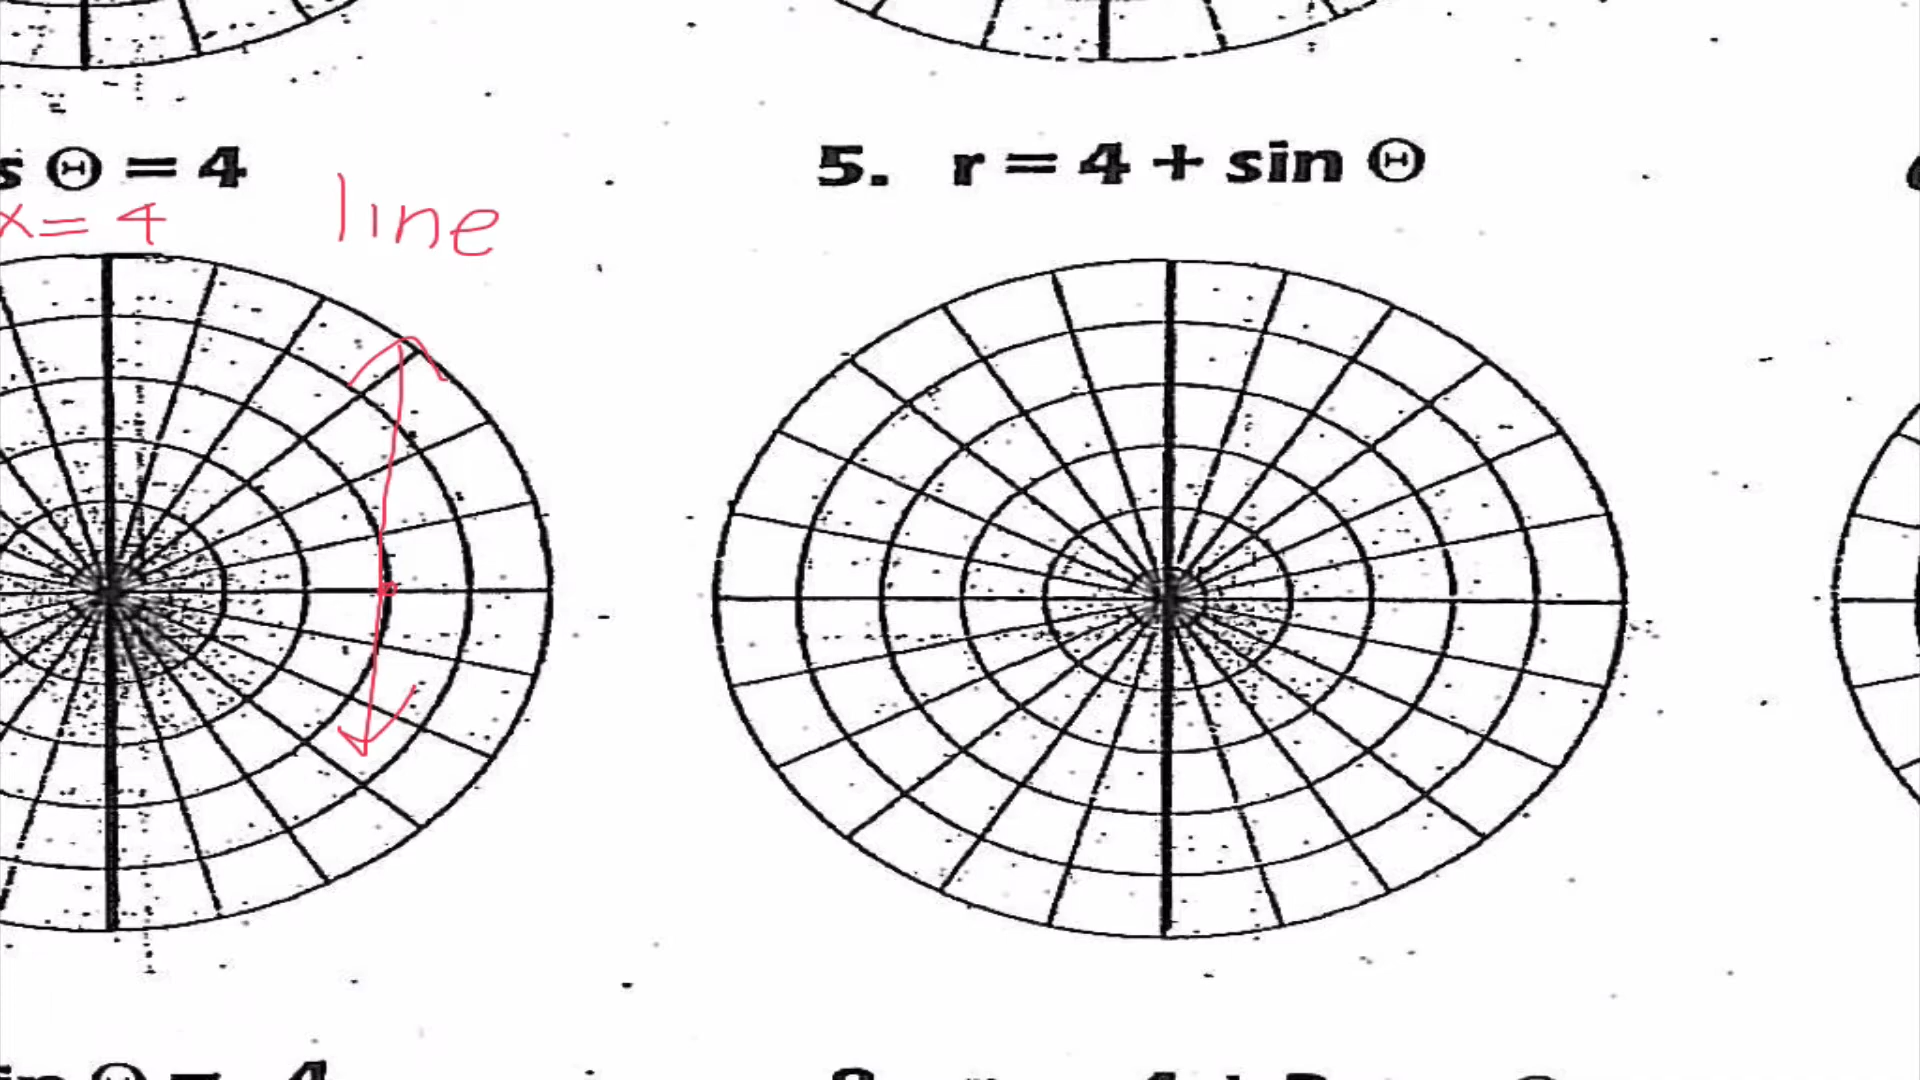 s Θ = 4
x = 4 line
5. r = 4 + sin Θ